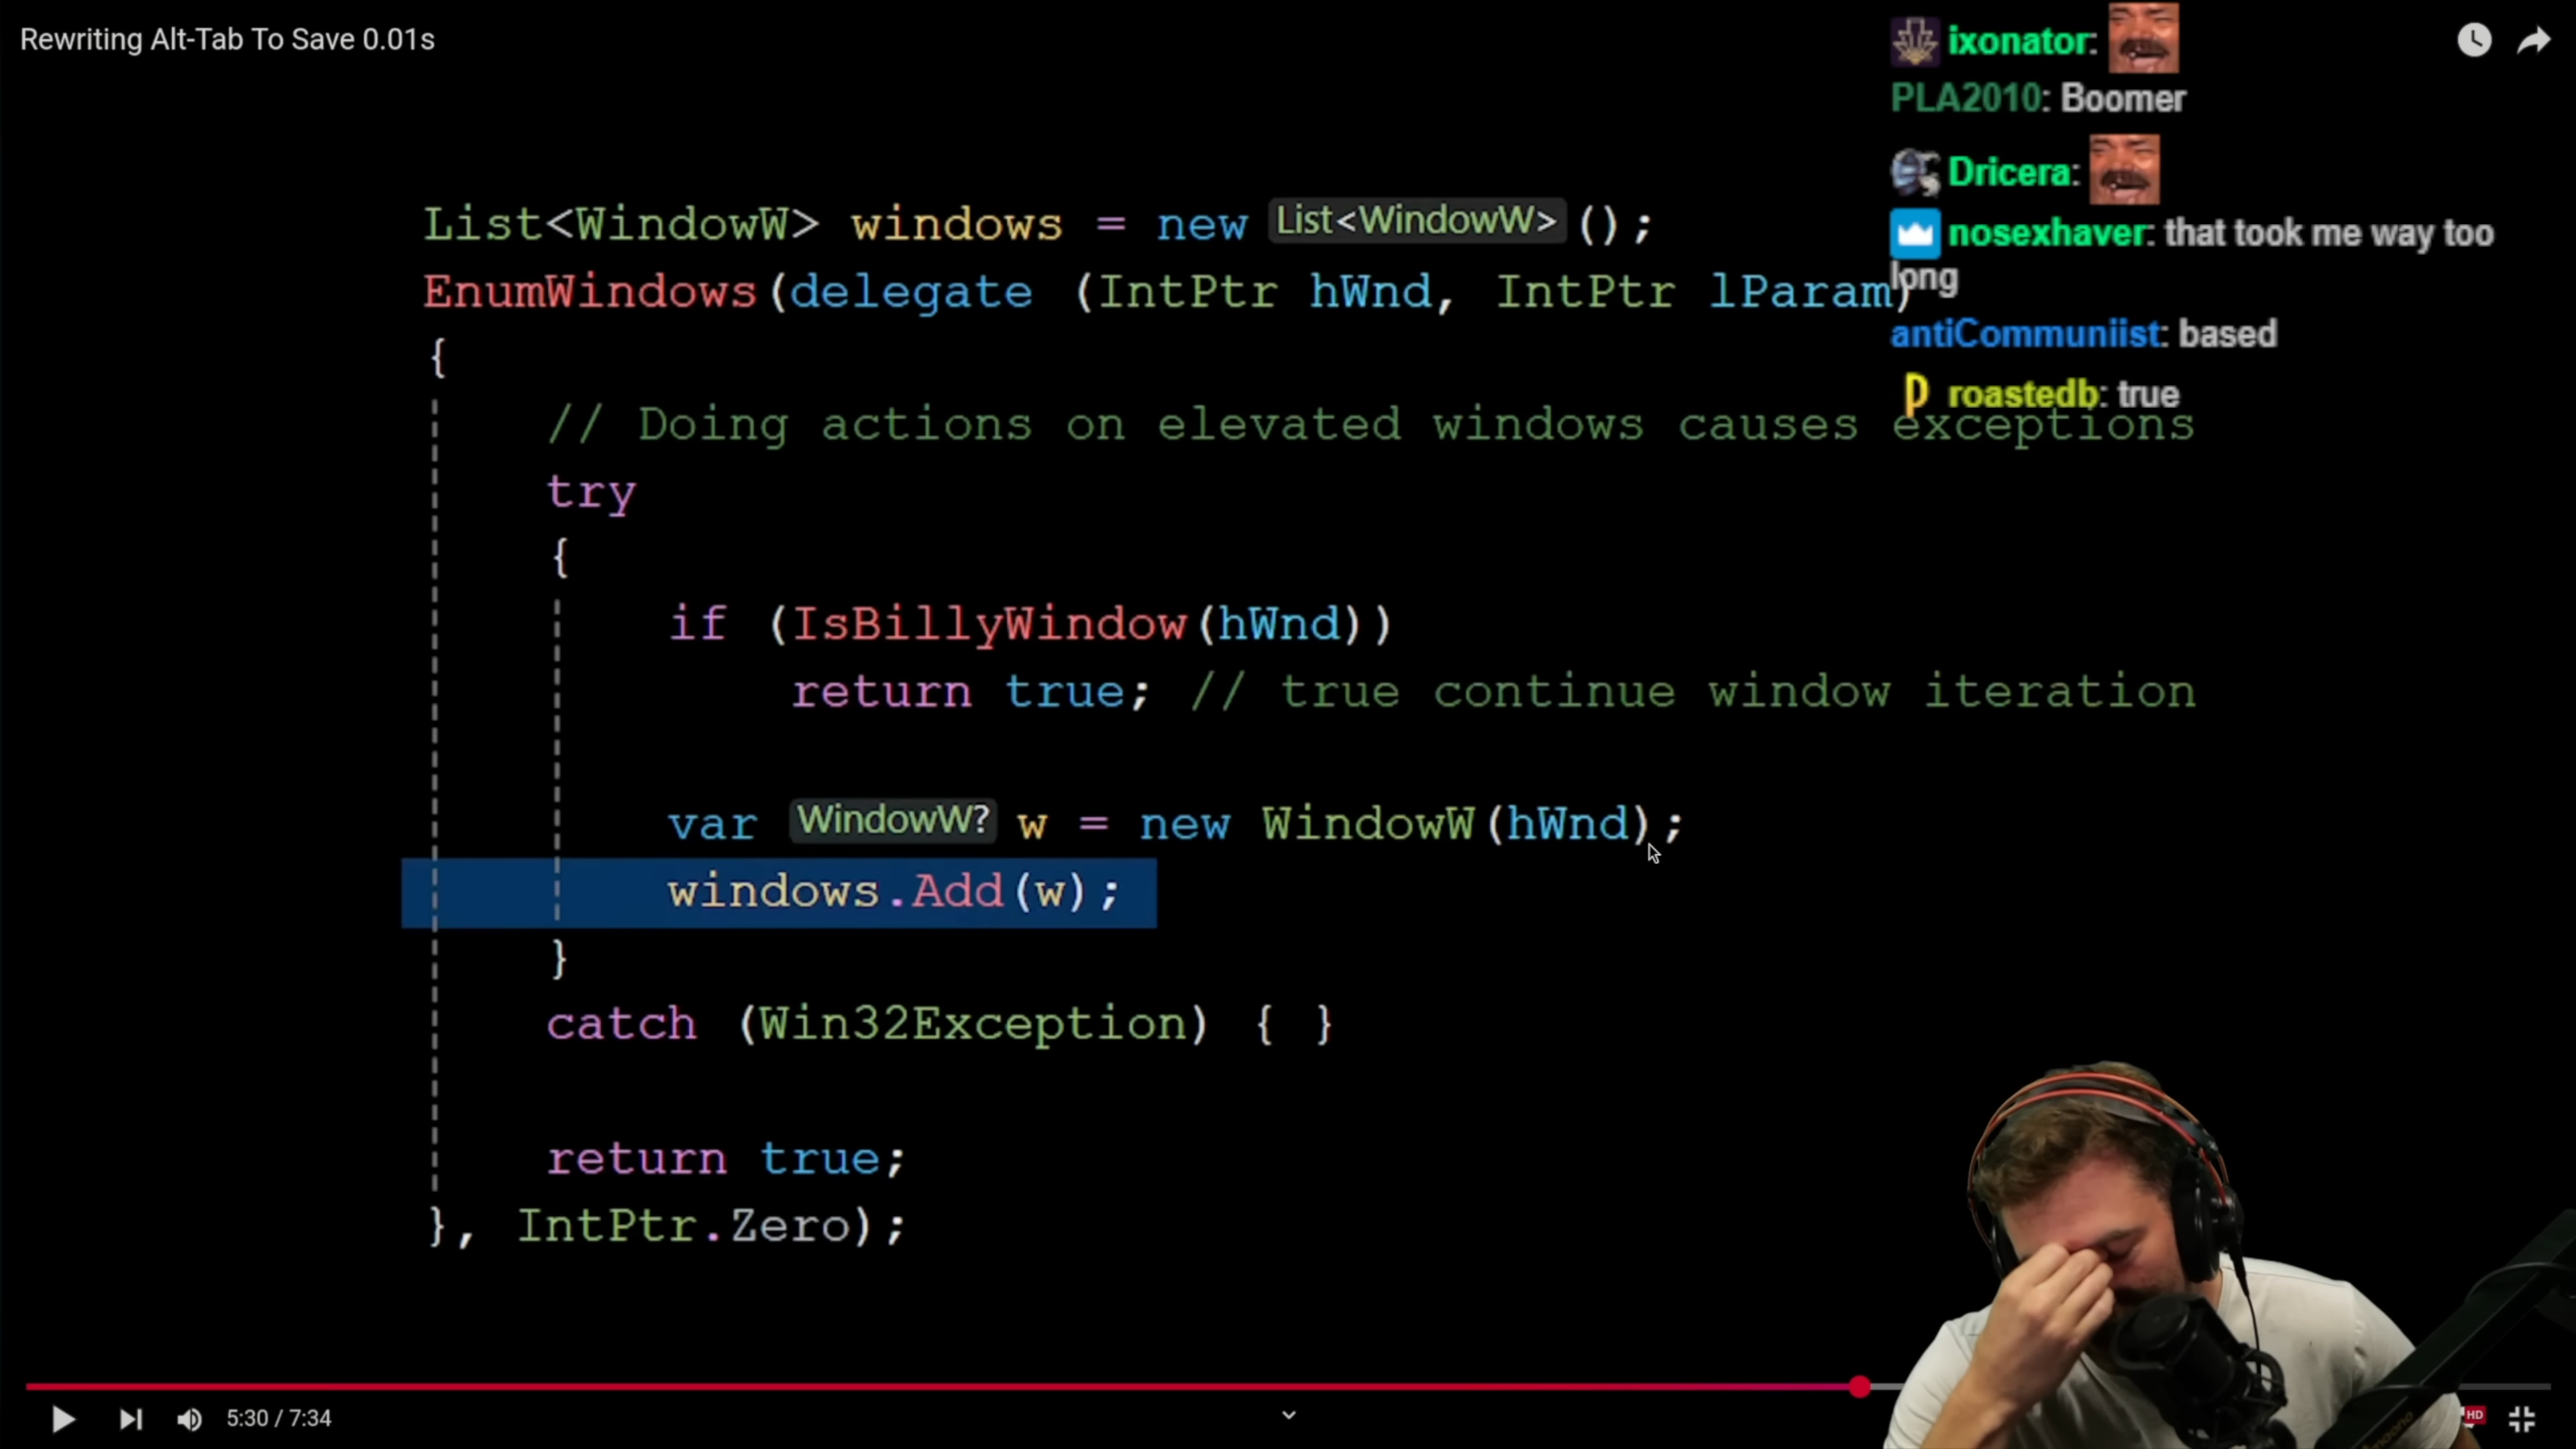 Rewriting Alt-Tab To Save 0.01s
ixonator:
PLA2010: Boomer
Dricera:
nosexhaver: that took me way too
long
antiCommuniist: based
roastedb: true
List<WindowW> windows = new List<WindowW> ();
EnumWindows(delegate (IntPtr hWnd, IntPtr lParam)
{
// Doing actions on elevated windows causes exceptions
try
{
if (IsBillyWindow(hWnd))
return true; // true continue window iteration
var WindowW? w = new WindowW(hWnd);
windows.Add(w);
}
catch (Win32Exception) { }
return true;
}, IntPtr.Zero);
5:30 / 7:34
HD